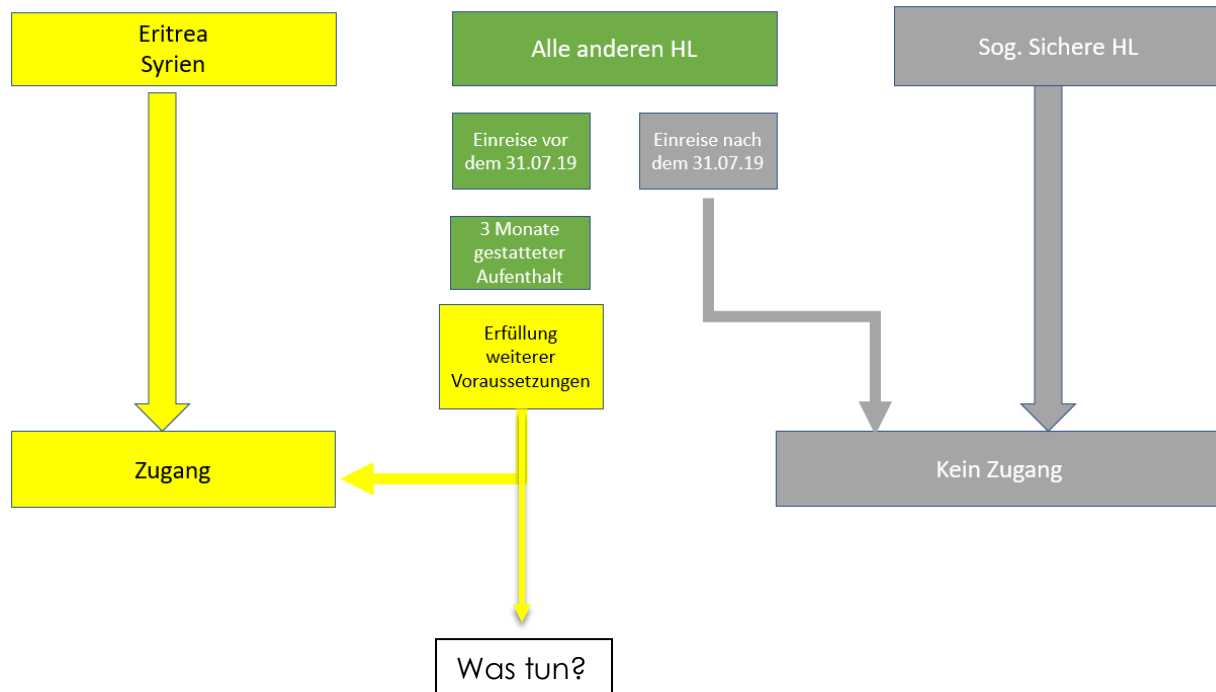 Eritrea
Syrien
Alle anderen HL
Sog. Sichere HL
Einreise vor
dem 31.07.19
Einreise nach
dem 31.07.19
3 Monate
gestatteter
Aufenthalt
Erfüllung
weiterer
Voraussetzungen
Zugang
Kein Zugang
Was tun?